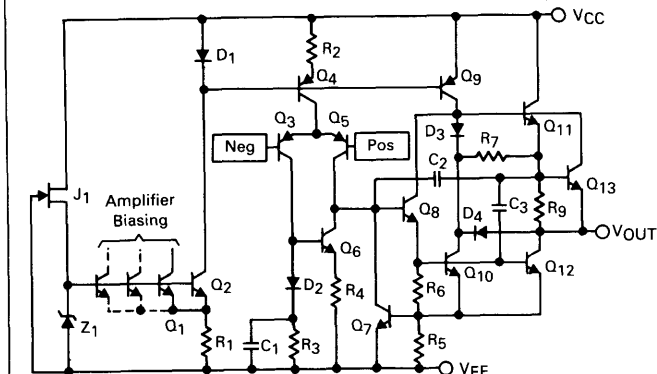 VCC
D1
R2
Q4
Q9
Q3
Q5
Neg
Pos
D3
R7
Q11
C2
Q13
J1
Amplifier
Biasing
Q8
C3
R9
D4
VOUT
Q6
Q2
Q10
Q12
D2
R4
R6
Z1
Q1
R1
C1
R3
Q7
R5
VEE